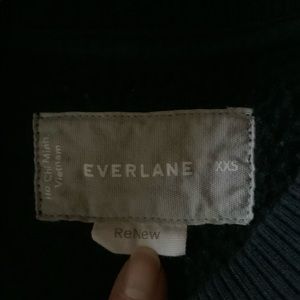 Ho Chi Minh
Vietnam
EVERLANE
XXS
ReNew